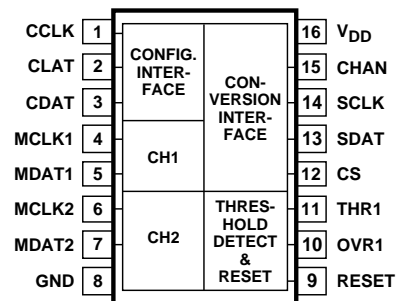 CCLK 1
CLAT 2
CDAT 3
MCLK1 4
MDAT1 5
MCLK2 6
MDAT2 7
GND 8
CONFIG.
INTER-
FACE
CH1
CH2
CON-
VERSION
INTER-
FACE
THRES-
HOLD
DETECT
&
RESET
16 VDD
15 CHAN
14 SCLK
13 SDAT
12 CS
11 THR1
10 OVR1
9 RESET